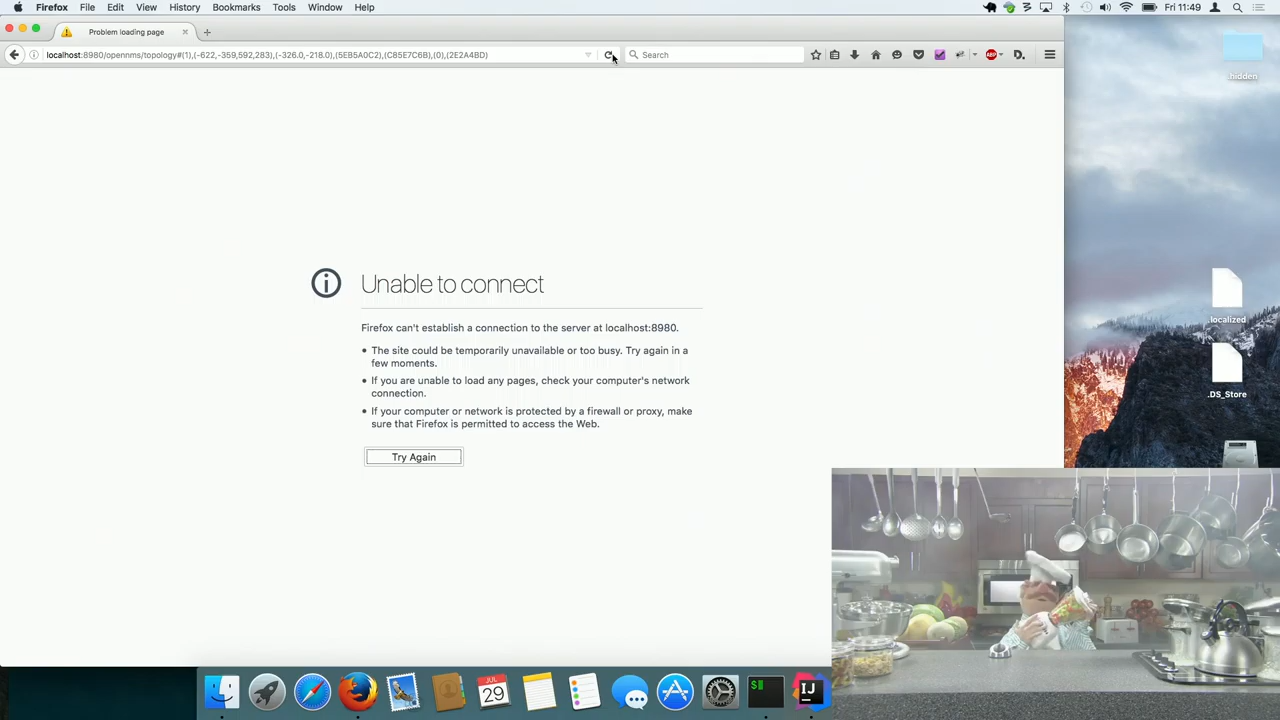 Firefox File Edit View History Bookmarks Tools Window Help
Fri 11:49
Problem loading page
localhost:8980/opennms/topology#(1),(-622,-359,592,283),(-326.0,-218.0),(5EB5A0C2),(C85E7C6B),(0),(2E2A4BD)
Search
ABP
D.
.hidden
Unable to connect
Firefox can't establish a connection to the server at localhost:8980.
The site could be temporarily unavailable or too busy. Try again in a
few moments.
If you are unable to load any pages, check your computer's network
connection.
If your computer or network is protected by a firewall or proxy, make
sure that Firefox is permitted to access the Web.
Try Again
.localized
.DS_Store
JUL
29
$
IJ